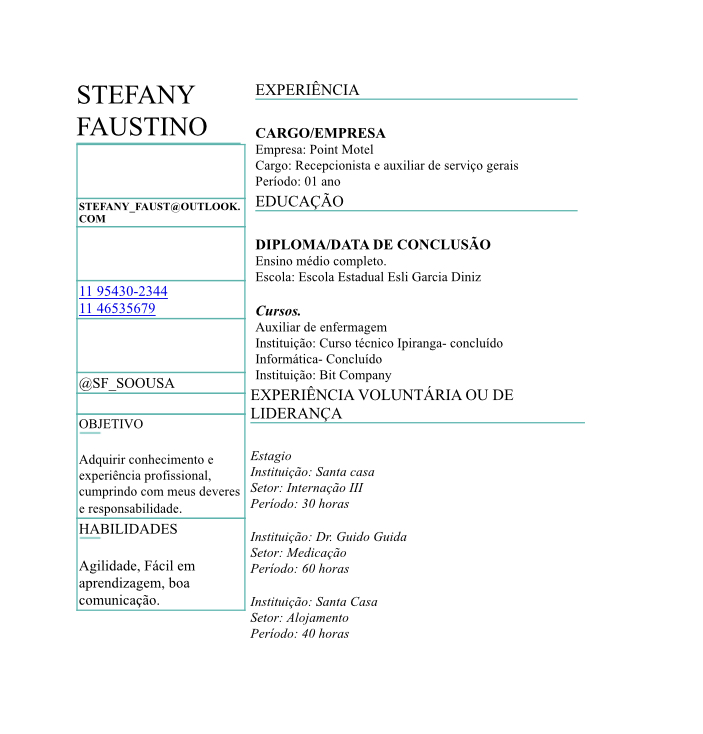 STEFANY
FAUSTINO
STEFANY_FAUST@OUTLOOK.
COM
11 95430-2344
11 46535679
@SF_SOOUSA
OBJETIVO
Adquirir conhecimento e
experiência profissional,
cumprindo com meus deveres
e responsabilidade.
HABILIDADES
Agilidade, Fácil em
aprendizagem, boa
comunicação.
EXPERIÊNCIA
CARGO/EMPRESA
Empresa: Point Motel
Cargo: Recepcionista e auxiliar de serviço gerais
Período: 01 ano
EDUCAÇÃO
DIPLOMA/DATA DE CONCLUSÃO
Ensino médio completo.
Escola: Escola Estadual Esli Garcia Diniz
Cursos.
Auxiliar de enfermagem
Instituição: Curso técnico Ipiranga- concluído
Informática- Concluído
Instituição: Bit Company
EXPERIÊNCIA VOLUNTÁRIA OU DE
LIDERANÇA
Estagio
Instituição: Santa casa
Setor: Internação III
Período: 30 horas
Instituição: Dr. Guido Guida
Setor: Medicação
Período: 60 horas
Instituição: Santa Casa
Setor: Alojamento
Período: 40 horas